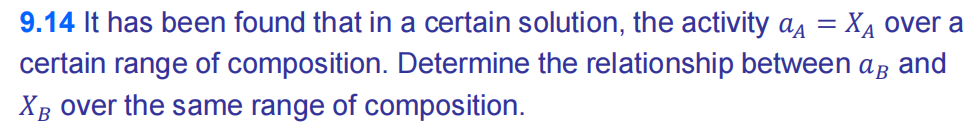 9.14 It has been found that in a certain solution, the activity a_A = X_A over a
certain range of composition. Determine the relationship between a_B and
X_B over the same range of composition.